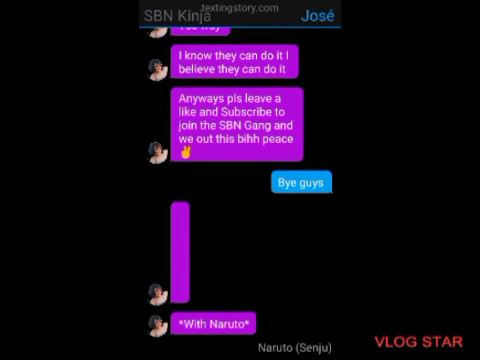 textingstory.com
SBN Kinja José
I know they can do it I
believe they can do it
Anyways pls leave a
like and Subscribe to
join the SBN Gang and
we out this bihh peace
✌️
Bye guys
*With Naruto*
Naruto (Senju)
VLOG STAR